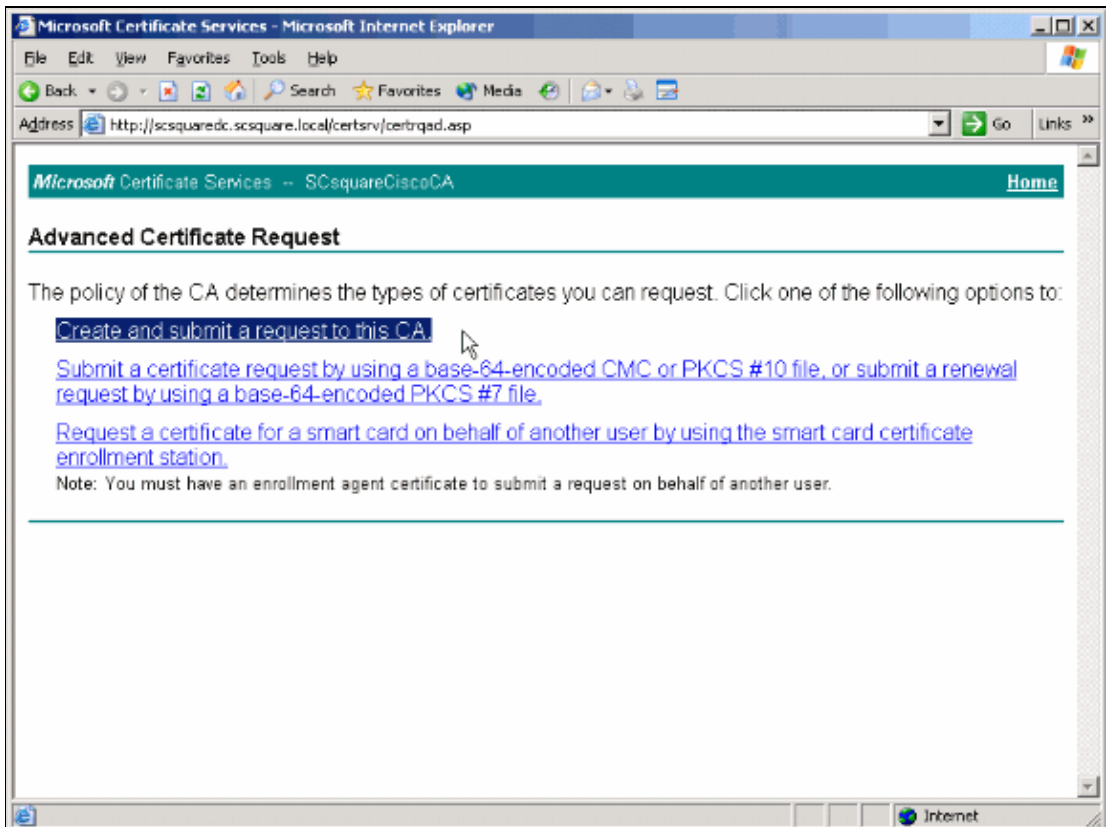 Microsoft Certificate Services - Microsoft Internet Explorer
File Edit View Favorites Tools Help
Back Search Favorites Media
Address http://scsquaredc.scsquare.local/certsrv/certrqad.asp Go Links »
Microsoft Certificate Services -- SCsquareCiscoCA Home
Advanced Certificate Request
The policy of the CA determines the types of certificates you can request. Click one of the following options to:
Create and submit a request to this CA.
Submit a certificate request by using a base-64-encoded CMC or PKCS #10 file, or submit a renewal
request by using a base-64-encoded PKCS #7 file.
Request a certificate for a smart card on behalf of another user by using the smart card certificate
enrollment station.
Note: You must have an enrollment agent certificate to submit a request on behalf of another user.
Internet